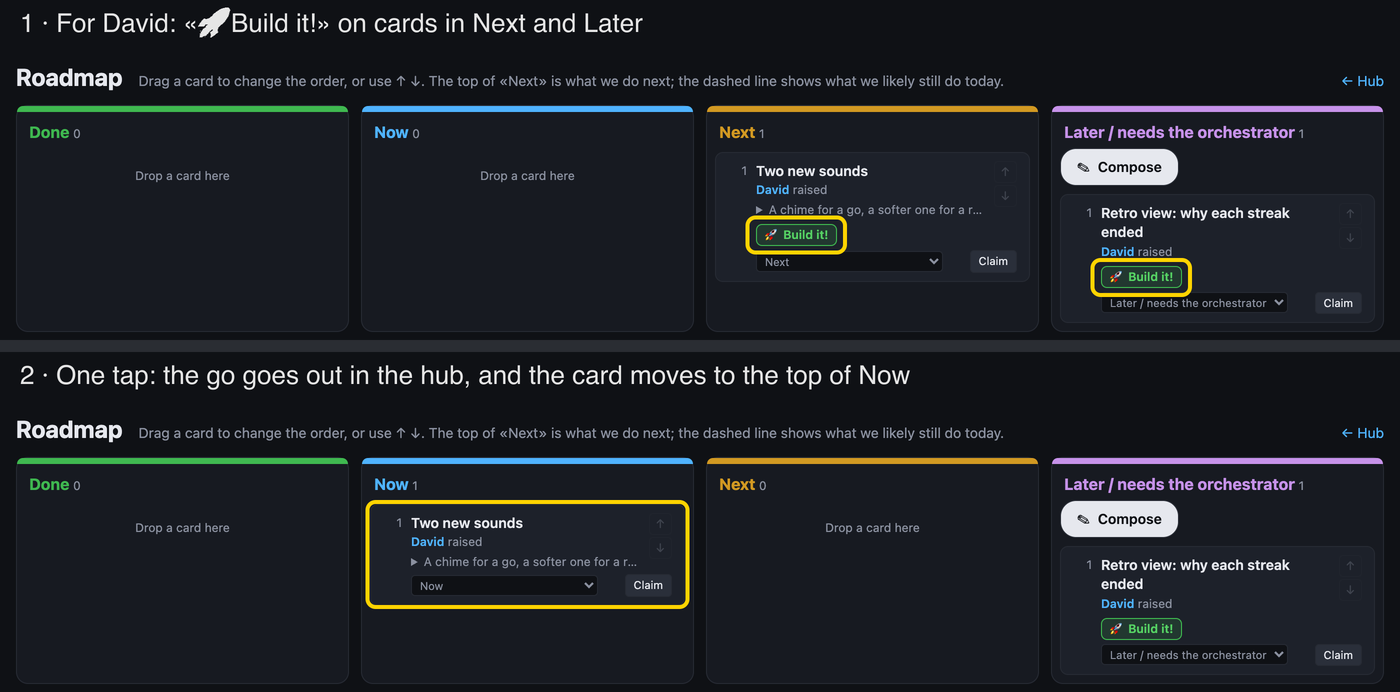 1 · For David: «🚀Build it!» on cards in Next and Later
Roadmap Drag a card to change the order, or use ↑ ↓. The top of «Next» is what we do next; the dashed line shows what we likely still do today. ← Hub
Done 0
Drop a card here
Now 0
Drop a card here
Next 1
1 Two new sounds ↑
David raised ↓
▶ A chime for a go, a softer one for a r...
🚀 Build it!
Next Claim
Later / needs the orchestrator 1
✎ Compose
1 Retro view: why each streak ↑
ended ↓
David raised
🚀 Build it!
Later / needs the orchestrator Claim
2 · One tap: the go goes out in the hub, and the card moves to the top of Now
Roadmap Drag a card to change the order, or use ↑ ↓. The top of «Next» is what we do next; the dashed line shows what we likely still do today. ← Hub
Done 0
Drop a card here
Now 1
1 Two new sounds ↑
David raised ↓
▶ A chime for a go, a softer one for a r...
Now Claim
Next 0
Drop a card here
Later / needs the orchestrator 1
✎ Compose
1 Retro view: why each streak ↑
ended ↓
David raised
🚀 Build it!
Later / needs the orchestrator Claim